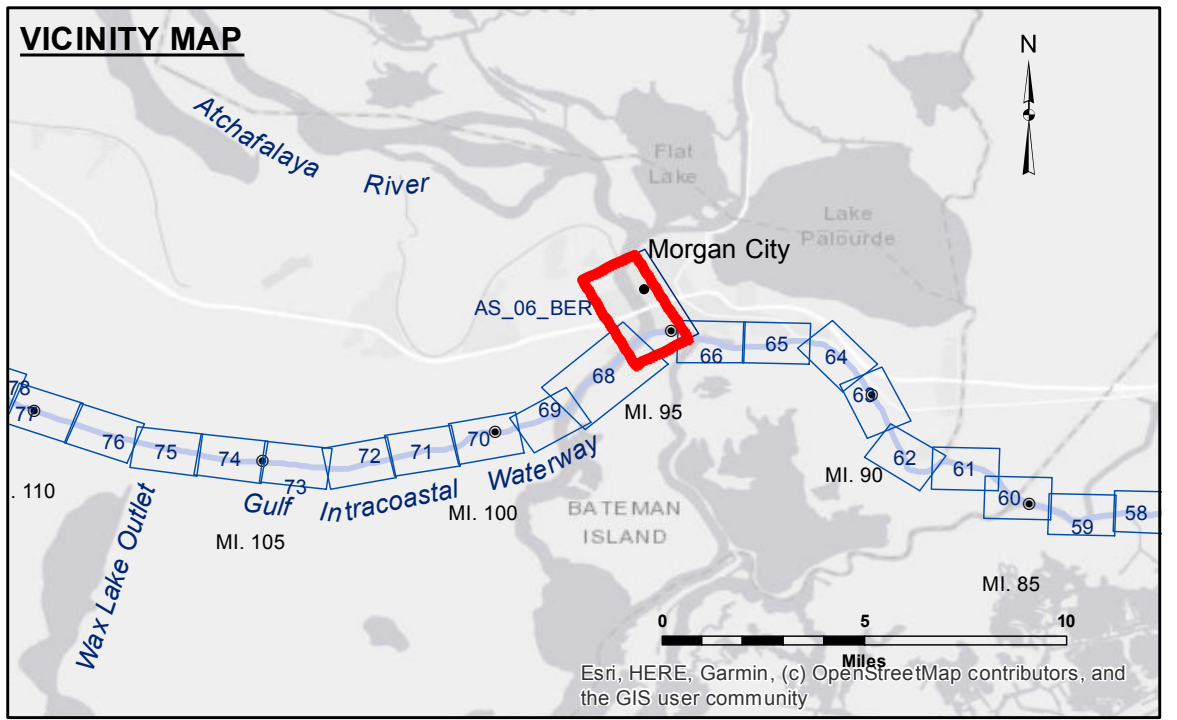 VICINITY MAP
N
Atchafalaya
River
Flat
Lake
Lake
Palourde
Morgan City
AS_06_BER
66
65
64
63
62
61
60
59
58
68
69
70
71
72
73
74
75
76
77
78
MI. 95
MI. 90
MI. 85
MI. 100
MI. 105
. 110
Gulf Intracoastal Waterway
Wax Lake Outlet
BATEMAN
ISLAND
0 5 10
Miles
Esri, HERE, Garmin, (c) OpenStreetMap contributors, and
the GIS user community